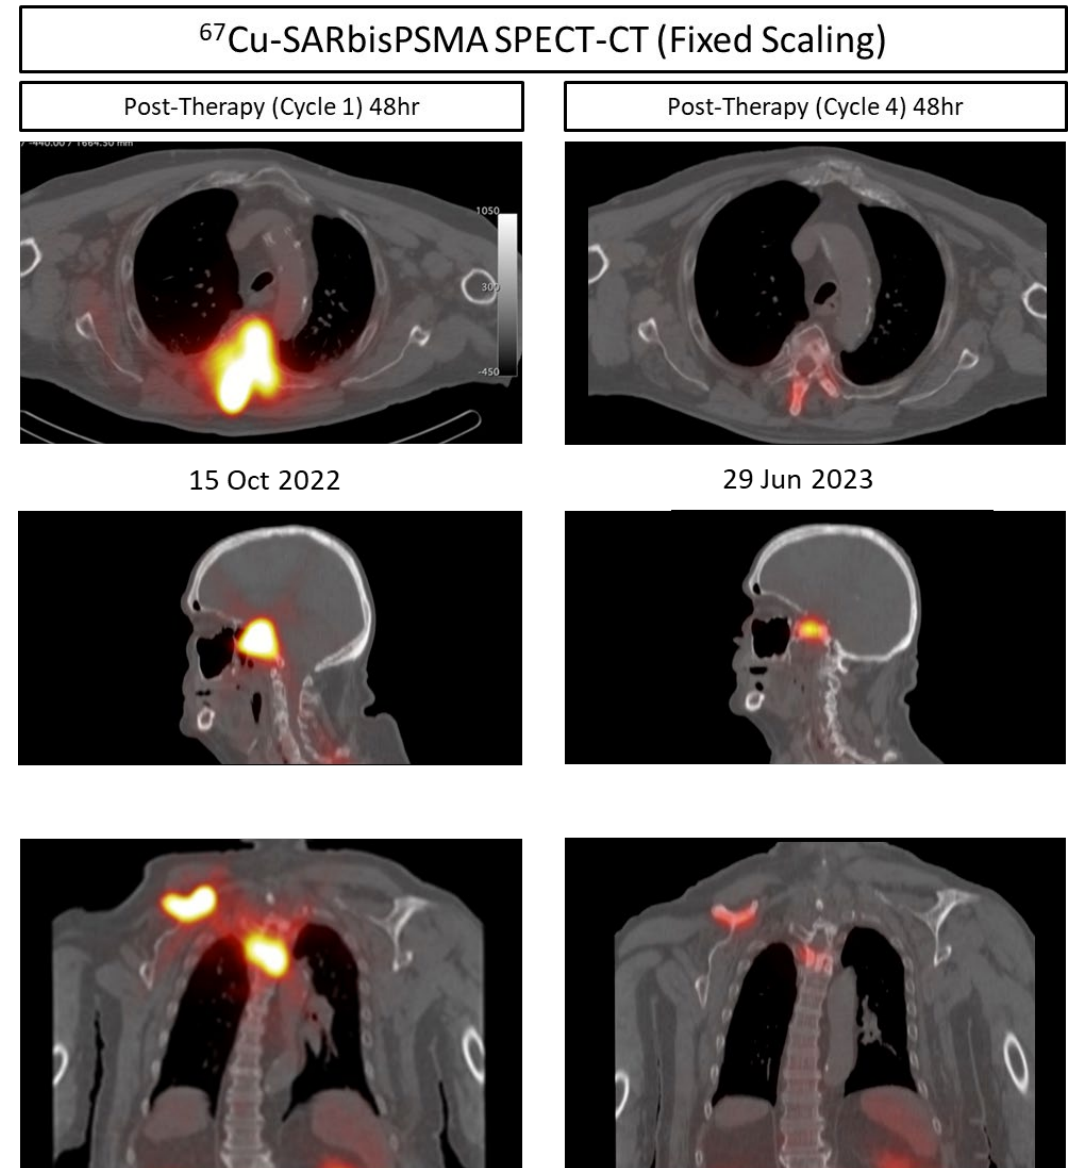 ⁶⁷Cu-SARbisPSMA SPECT-CT (Fixed Scaling)
Post-Therapy (Cycle 1) 48hr
Post-Therapy (Cycle 4) 48hr
1050
300
-450
15 Oct 2022
29 Jun 2023